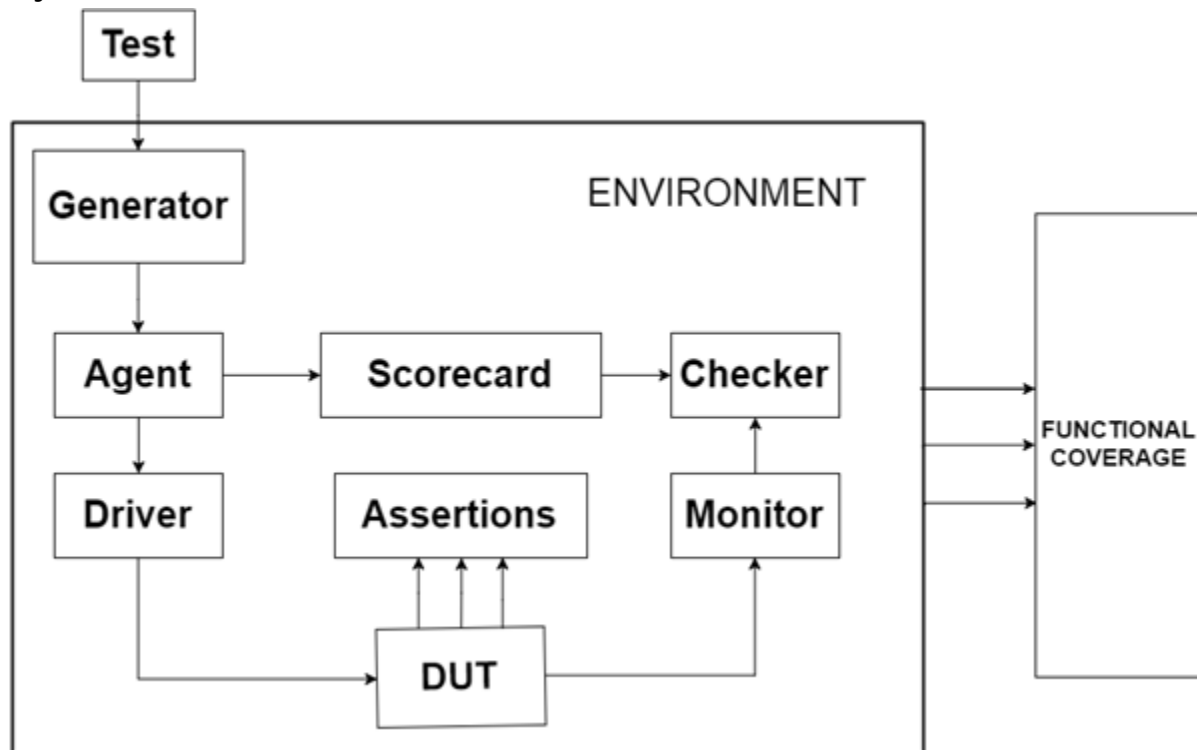 Test
ENVIRONMENT
Generator
Agent
Scorecard
Checker
FUNCTIONAL
COVERAGE
Driver
Assertions
Monitor
DUT